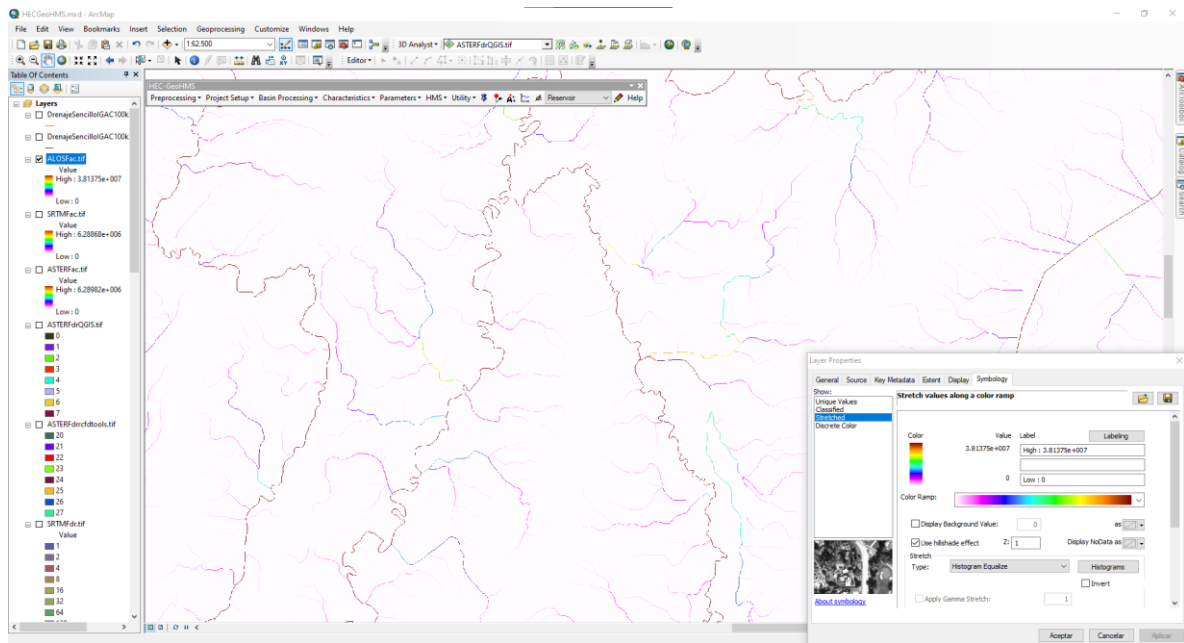 HECGeoHMS.mxd - ArcMap
File Edit View Bookmarks Insert Selection Geoprocessing Customize Windows Help
1:62,500
3D Analyst
ASTERFdrQGIS.tif
Editor
Table Of Contents
Layers
DrenajeSencilloIGAC100k
DrenajeSencilloIGAC100k
ALOSFac.tif
Value
High : 3.81375e+007
Low : 0
SRTMFac.tif
Value
High : 6.28868e+006
Low : 0
ASTERFac.tif
Value
High : 6.28982e+006
Low : 0
ASTERFdrQGIS.tif
0
1
2
3
4
5
6
7
ASTERFdrrcfdtools.tif
20
21
22
23
24
25
26
27
SRTMFdr.tif
Value
1
2
4
8
16
32
64
HEC-GeoHMS
Preprocessing Project Setup Basin Processing Characteristics Parameters HMS Utility Reservoir Help
ArcToolbox
Catalog
Search
Layer Properties
General Source Key Metadata Extent Display Symbology
Show:
Unique Values
Classified
Stretched
Discrete Color
About symbology
Stretch values along a color ramp
Color Value Label Labeling
3.81375e+007 High : 3.81375e+007
0 Low : 0
Color Ramp:
Display Background Value: 0 as
Use hillshade effect Z: 1 Display NoData as
Stretch
Type: Histogram Equalize Histograms
Invert
Apply Gamma Stretch: 1
Aceptar Cancelar Aplicar